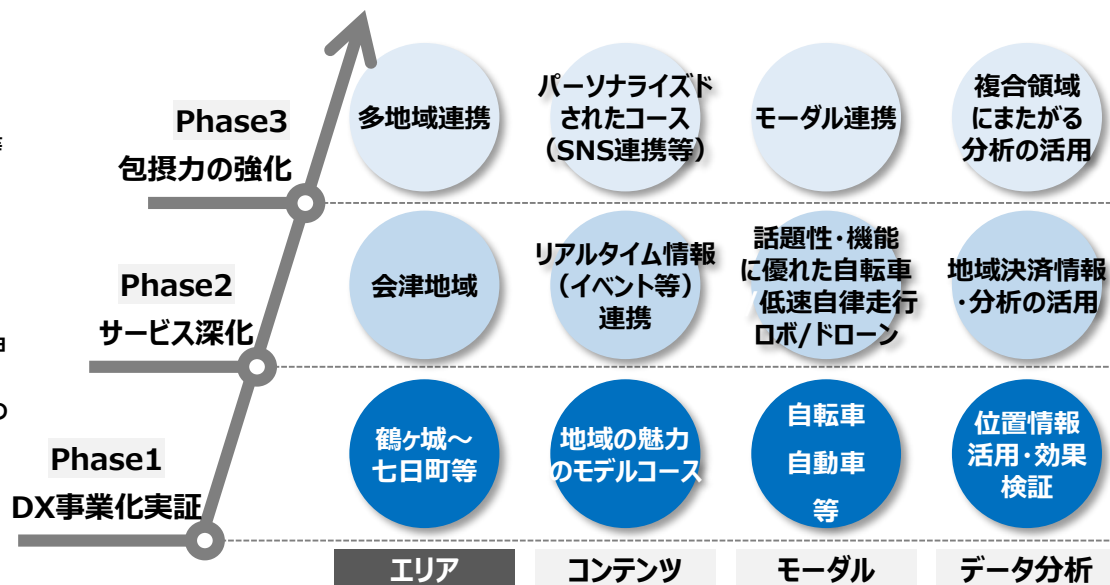 Phase3
包摂力の強化
多地域連携
パーソナライズド
されたコース
（SNS連携等）
モーダル連携
複合領域
にまたがる
分析の活用
Phase2
サービス深化
会津地域
リアルタイム情報
（イベント等）
連携
話題性・機能
に優れた自転車
/低速自律走行
ロボ/ドローン
地域決済情報
・分析の活用
Phase1
DX事業化実証
鶴ヶ城～
七日町等
地域の魅力
のモデルコース
自転車
自動車
等
位置情報
活用・効果
検証
エリア
コンテンツ
モーダル
データ分析